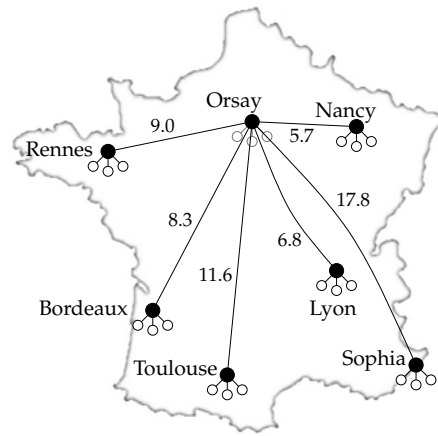 Orsay
Nancy
9.0
5.7
Rennes
17.8
8.3
6.8
11.6
Bordeaux
Lyon
Toulouse
Sophia